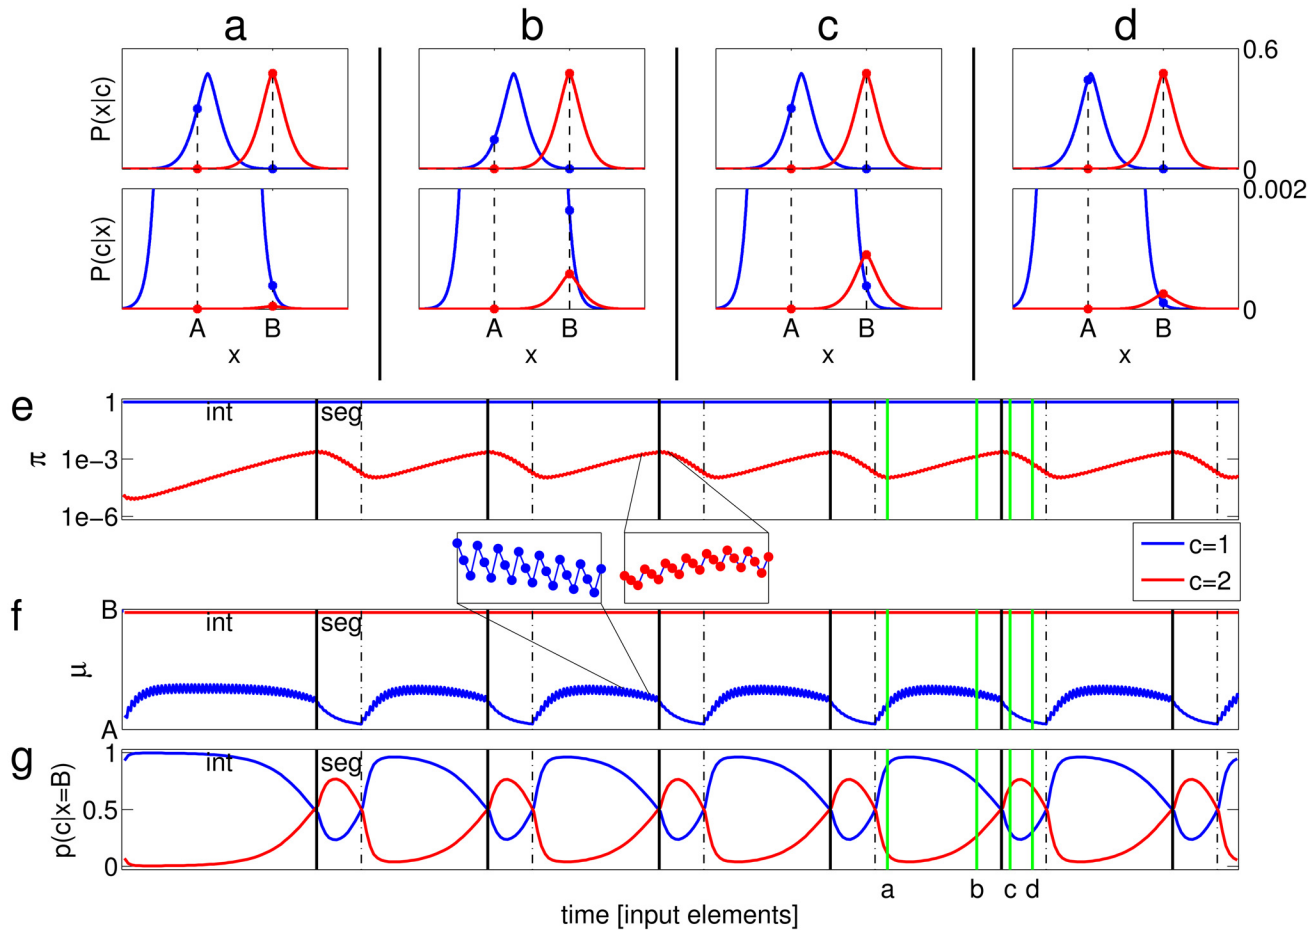 a b c d
P(x|c)
0.6
0
P(c|x)
0.002
0
A B A B A B A B
x x x x
e
π
1
1e-3
1e-6
int seg
c=1
c=2
f
μ
B
A
int seg
g
p(c|x=B)
1
0.5
0
int seg
a b c d
time [input elements]